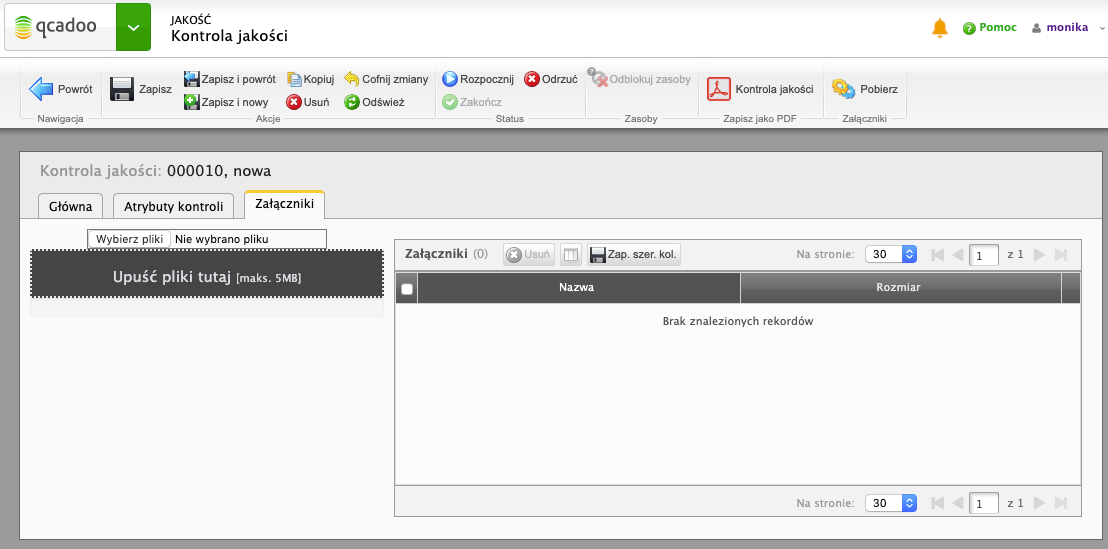 qcadoo
JAKOŚĆ
Kontrola jakości
Pomoc
monika
Powrót
Nawigacja
Zapisz
Zapisz i powrót
Kopiuj
Cofnij zmiany
Zapisz i nowy
Usuń
Odśwież
Akcje
Rozpocznij
Odrzuć
Zakończ
Status
Odblokuj zasoby
Zasoby
Kontrola jakości
Zapisz jako PDF
Pobierz
Załączniki
Kontrola jakości: 000010, nowa
Główna
Atrybuty kontroli
Załączniki
Wybierz pliki Nie wybrano pliku
Upuść pliki tutaj [maks. 5MB]
Załączniki (0) Usuń Zap. szer. kol. Na stronie: 30 1 z 1
Nazwa Rozmiar
Brak znalezionych rekordów
Na stronie: 30 1 z 1